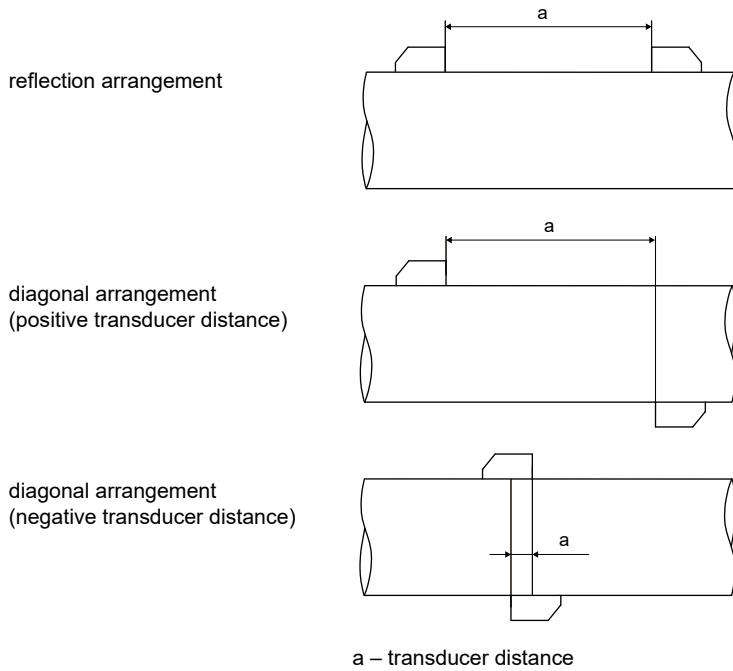 a
reflection arrangement
a
diagonal arrangement
(positive transducer distance)
diagonal arrangement
(negative transducer distance)
a
a – transducer distance